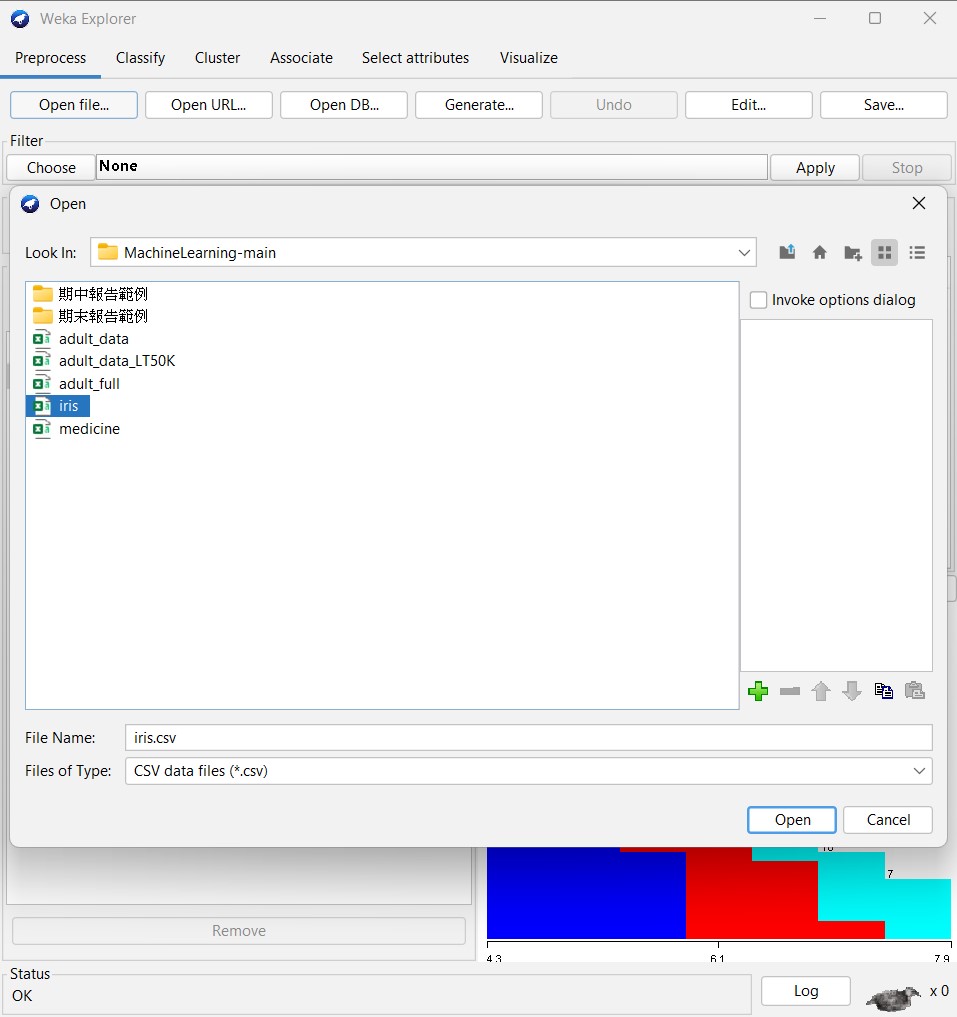 Weka Explorer
Preprocess Classify Cluster Associate Select attributes Visualize
Open file... Open URL... Open DB... Generate... Undo Edit... Save...
Filter
Choose None Apply Stop
Open
Look In: MachineLearning-main
期中報告範例
期末報告範例
Invoke options dialog
adult_data
adult_data_LT50K
adult_full
iris
medicine
File Name: iris.csv
Files of Type: CSV data files (*.csv)
Open Cancel
7
Remove
4.3 6.1 7.9
Status
OK
Log x 0